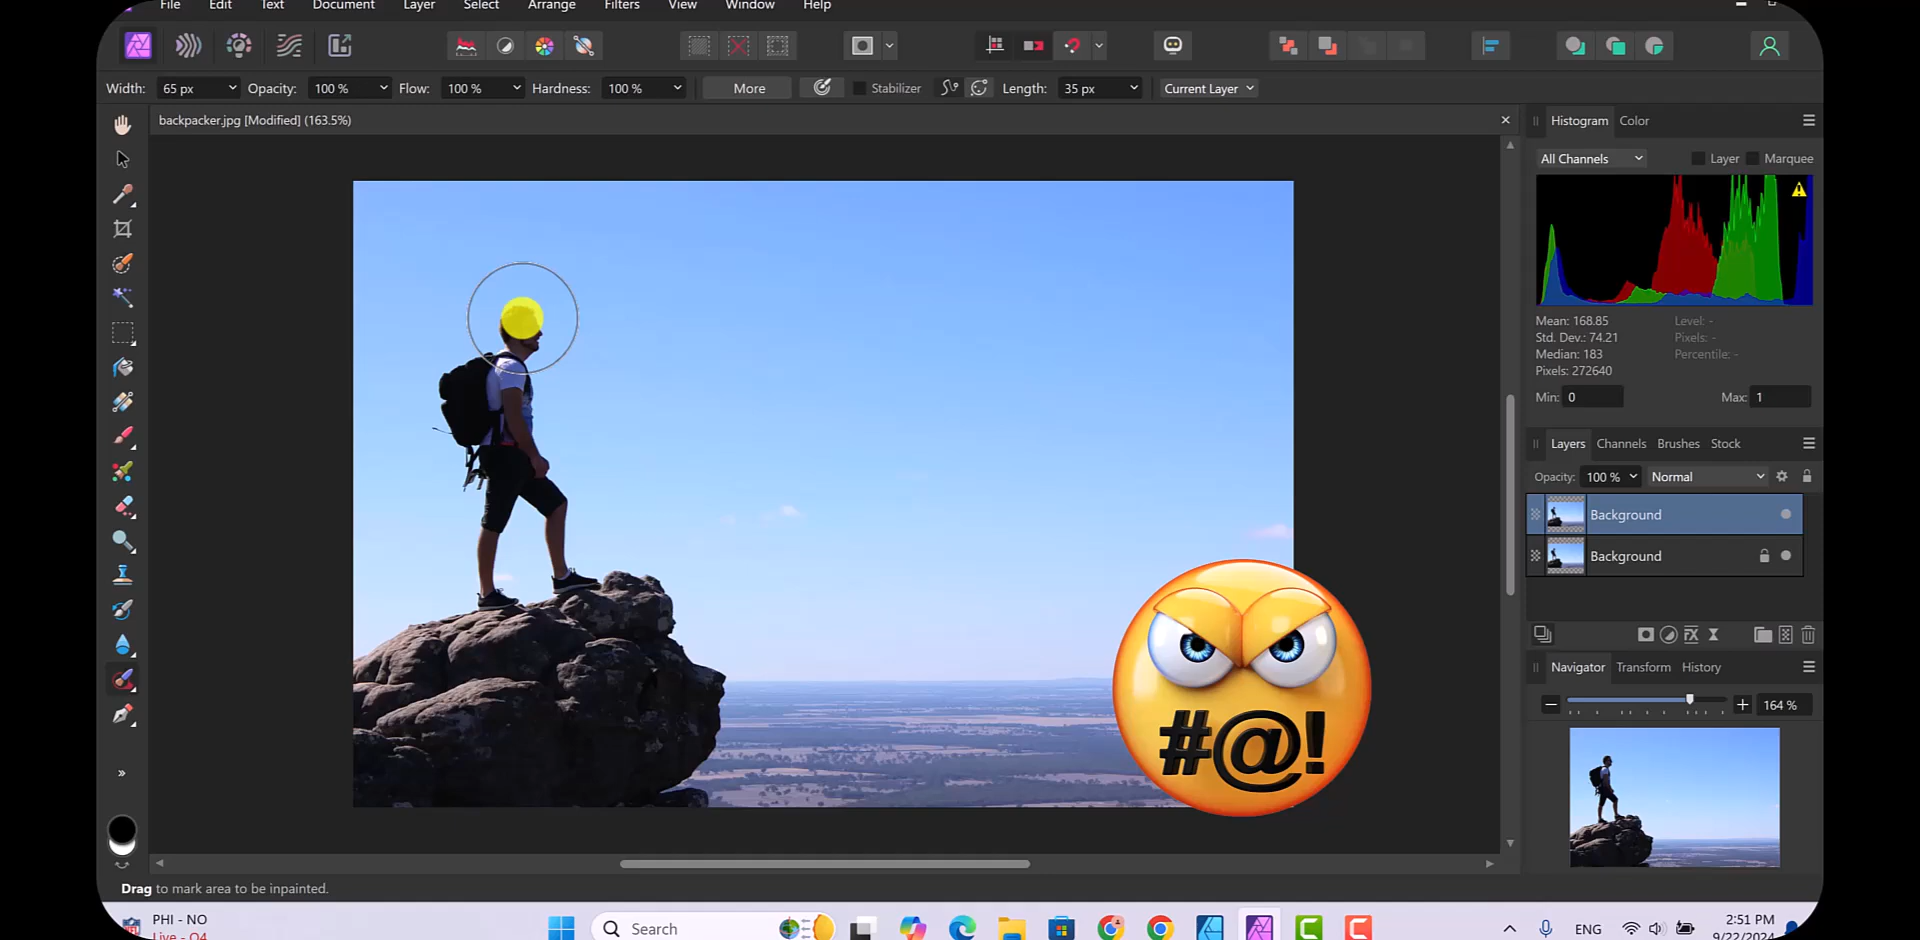 File Edit Text Document Layer Select Arrange Filters View Window Help
Width: 65 px Opacity: 100 % Flow: 100 % Hardness: 100 % More Stabilizer Length: 35 px Current Layer
backpacker.jpg [Modified] (163.5%)
Histogram Color
All Channels Layer Marquee
Mean: 168.85 Level: -
Std. Dev.: 74.21 Pixels: -
Median: 183 Percentile: -
Pixels: 272640
Min: 0 Max: 1
Layers Channels Brushes Stock
Opacity: 100 % Normal
Background
Background
Navigator Transform History
164 %
#@!
Drag to mark area to be inpainted.
PHI - NO
Live - Q4
Search
ENG
2:51 PM
9/22/2024